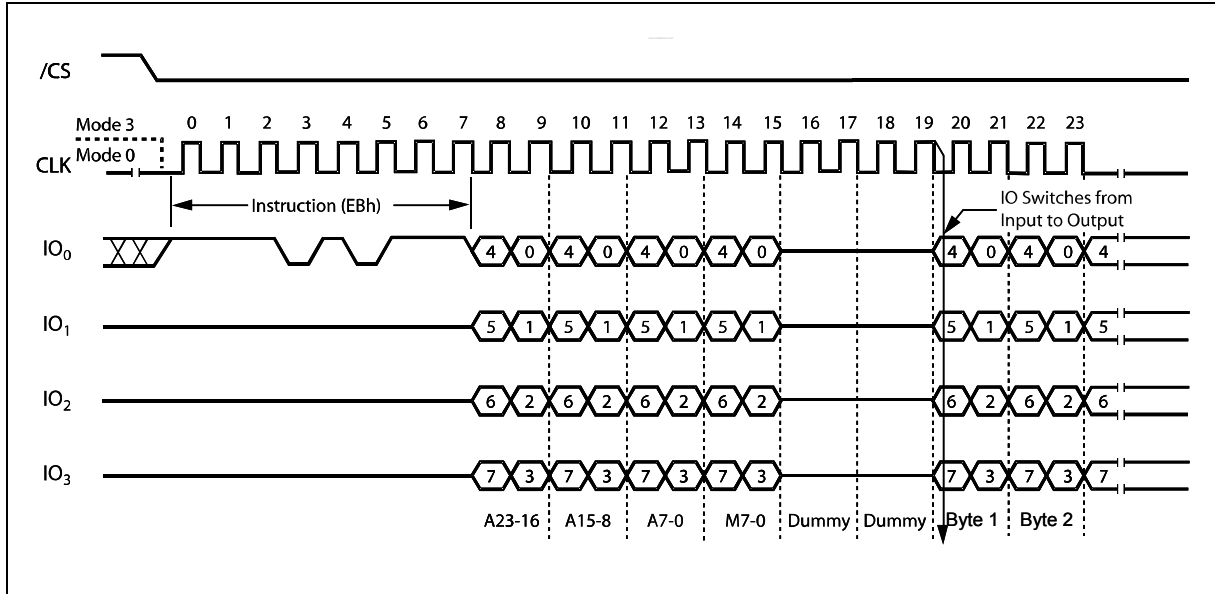 /CS
Mode 3
0 1 2 3 4 5 6 7 8 9 10 11 12 13 14 15 16 17 18 19 20 21 22 23
Mode 0
CLK
Instruction (EBh)
IO Switches from
Input to Output
IO0 4 0 4 0 4 0 4 0 4 0 4 0 4
IO1 5 1 5 1 5 1 5 1 5 1 5 1 5
IO2 6 2 6 2 6 2 6 2 6 2 6 2 6
IO3 7 3 7 3 7 3 7 3 7 3 7 3 7
A23-16 A15-8 A7-0 M7-0 Dummy Dummy Byte 1 Byte 2